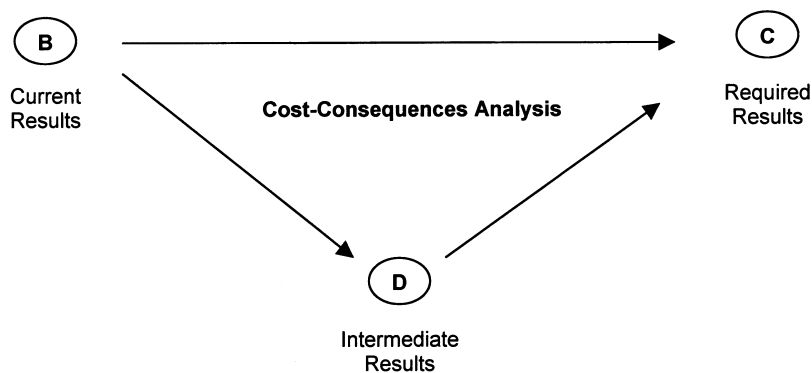 B
C
Current
Results
Required
Results
Cost-Consequences Analysis
D
Intermediate
Results